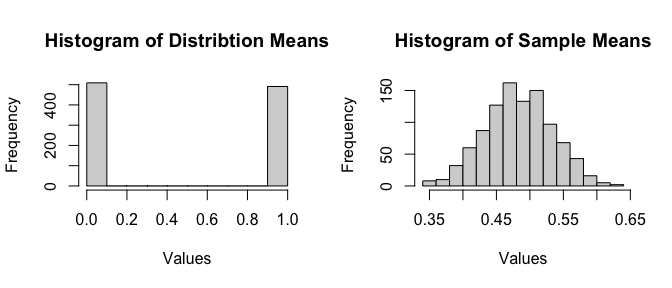 Histogram of Distribtion Means
Frequency
400
200
0
0.0 0.2 0.4 0.6 0.8 1.0
Values
Histogram of Sample Means
Frequency
150
50
0
0.35 0.45 0.55 0.65
Values